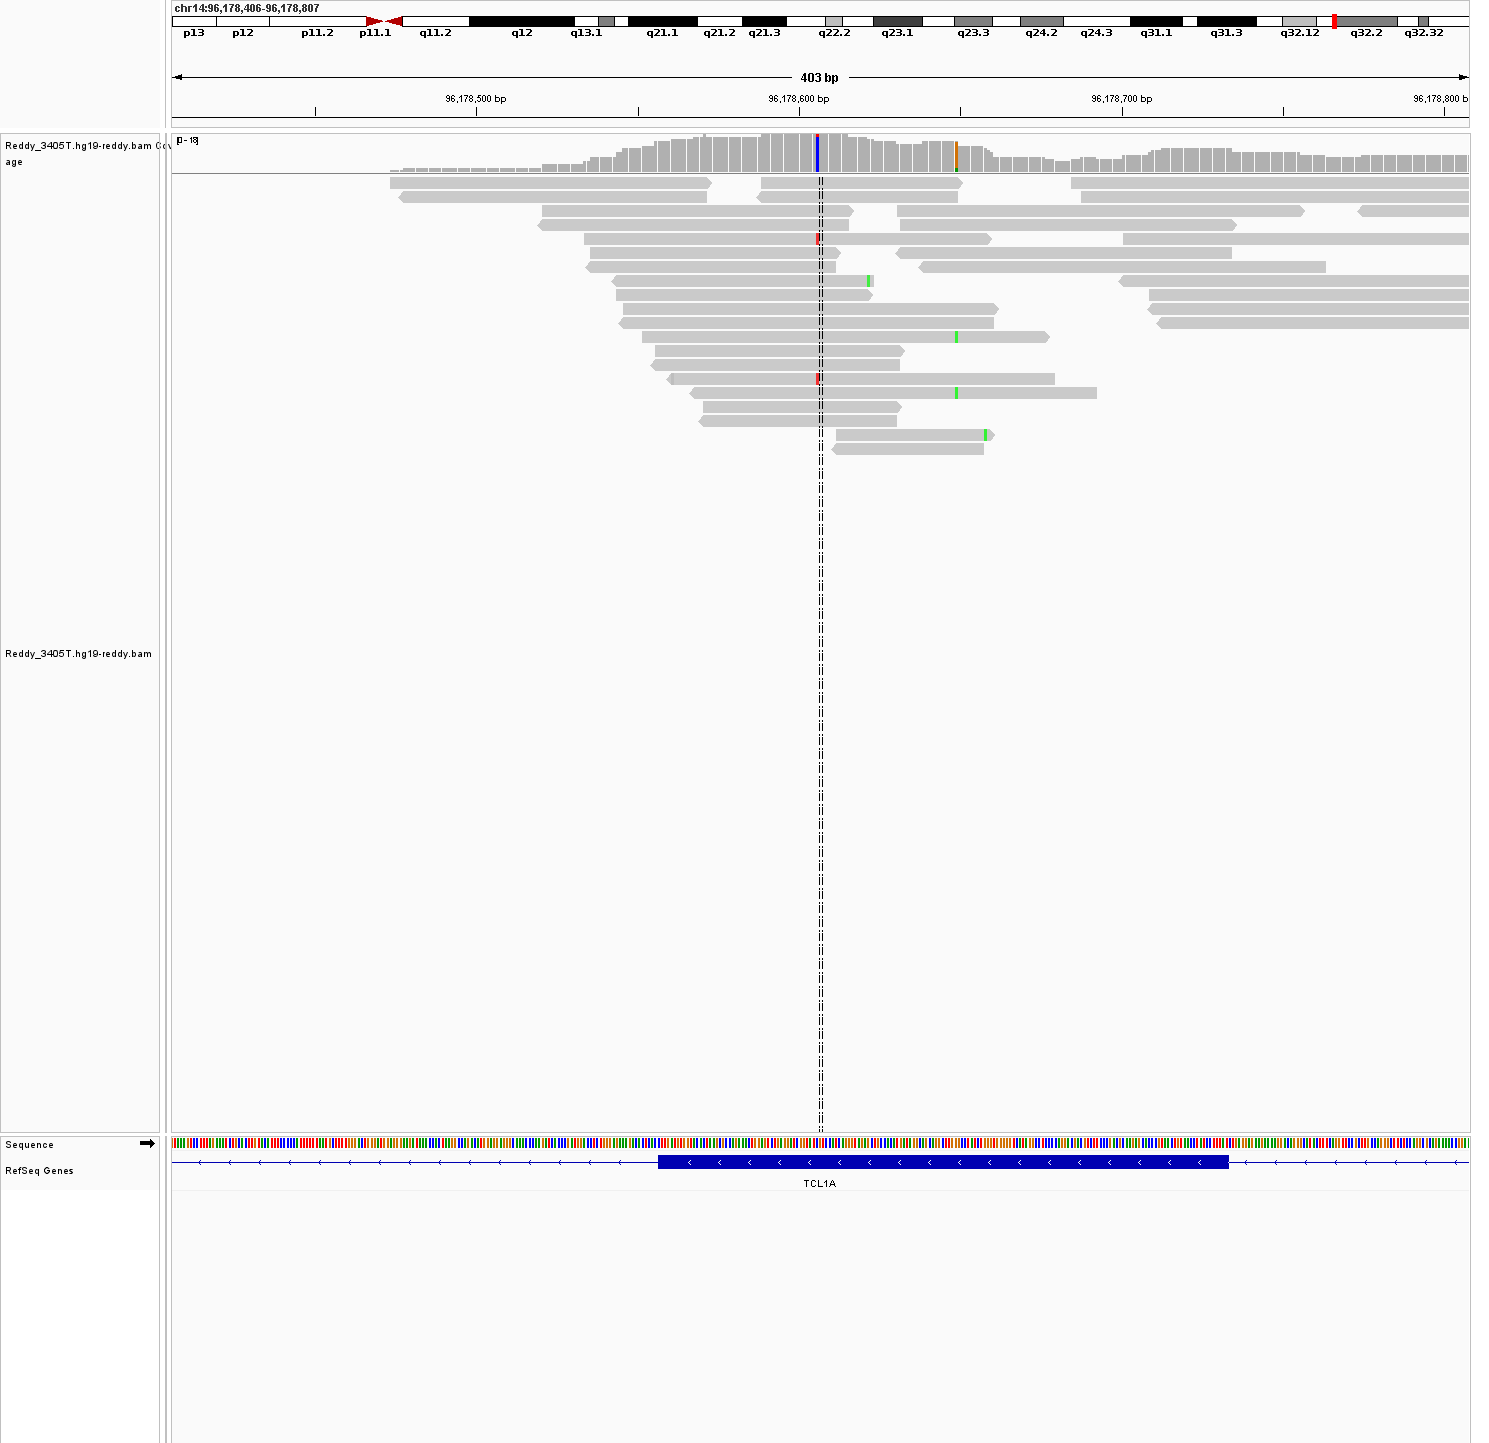 chr14:96,178,406-96,178,807
p13 p12 p11.2 p11.1 q11.2 q12 q13.1 q21.1 q21.2 q21.3 q22.2 q23.1 q23.3 q24.2 q24.3 q31.1 q31.3 q32.12 q32.2 q32.32
403 bp
96,178,500 bp 96,178,600 bp 96,178,700 bp 96,178,800 b
Reddy_3405T.hg19-reddy.bam Cov
age
[0 - 18]
Reddy_3405T.hg19-reddy.bam
Sequence
RefSeq Genes
TCL1A